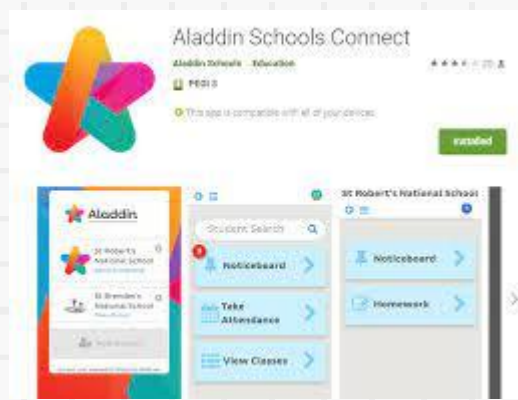 Aladdin Schools Connect
Aladdin Schools Education
PEGI 3
This app is compatible with all of your devices.
Installed
Aladdin
St Robert's
National School
St Brendan's
National School
Student Search
Noticeboard
Take
Attendance
View Classes
St Robert's National School
Noticeboard
Homework